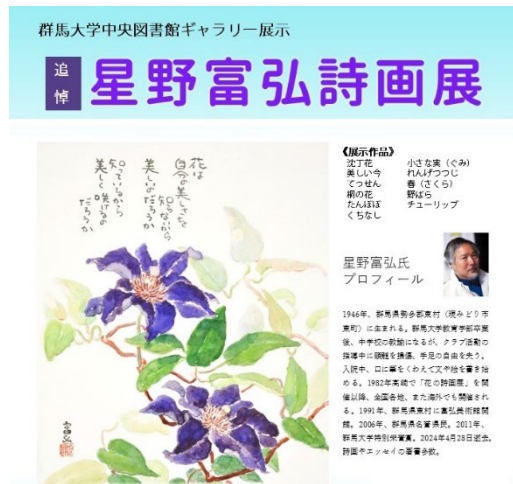 群馬大学中央図書館ギャラリー展示
追悼
星野富弘詩画展
花は
自分の美しさを
知らないから
美しいのだろうか
知っているから
美しく咲けるの
だろうか
富弘
《展示作品》
沈丁花 小さな実（ぐみ）
美しい今 れんげつつじ
てっせん 春（さくら）
桐の花 野ばら
たんぽぽ チューリップ
くちなし
星野富弘氏
プロフィール
1946年、群馬県勢多郡東村（現みどり市
東町）に生まれる。群馬大学教育学部卒業
後、中学校の教諭になるが、クラブ活動の
指導中に頸髄を損傷、手足の自由を失う。
入院中、口に筆をくわえて文や絵を書き始
める。1982年高崎で「花の詩画展」を開
催以降、全国各地、また海外でも開催され
る。1991年、群馬県東村に富弘美術館開
館。2006年、群馬県名誉県民。2011年、
群馬大学特別栄誉賞。2024年4月28日逝去。
詩画やエッセイの著書多数。